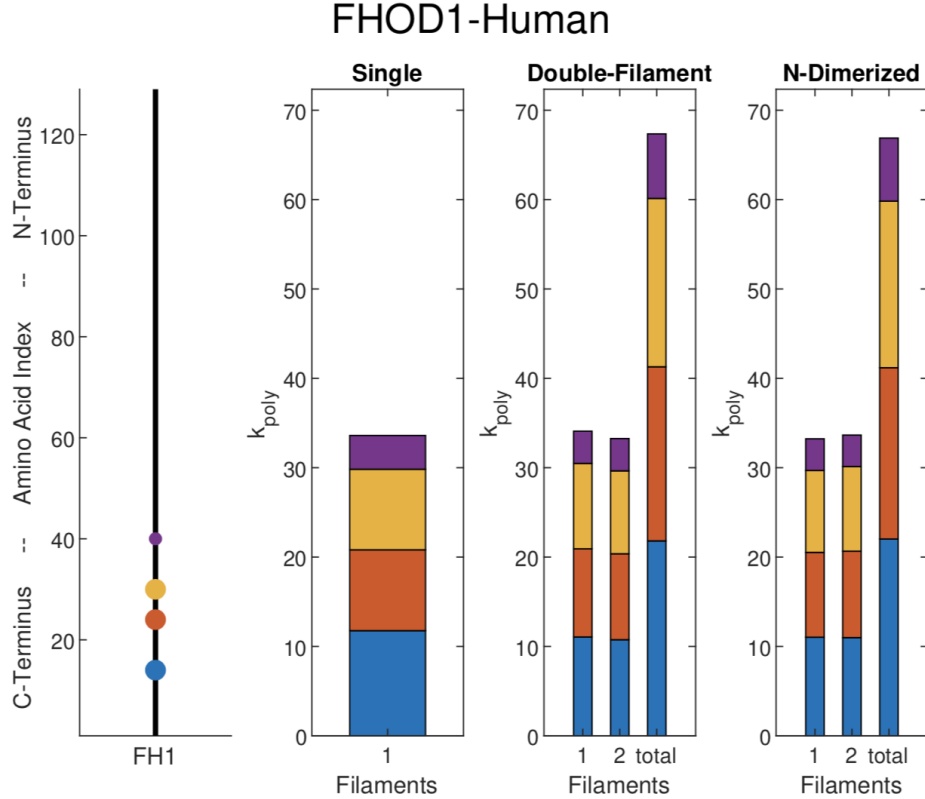 FHOD1-Human
C-Terminus -- Amino Acid Index -- N-Terminus
120
100
80
60
40
20
FH1
Single
k_poly
70
60
50
40
30
20
10
0
1
Filaments
Double-Filament
k_poly
70
60
50
40
30
20
10
0
1 2 total
Filaments
N-Dimerized
k_poly
70
60
50
40
30
20
10
0
1 2 total
Filaments